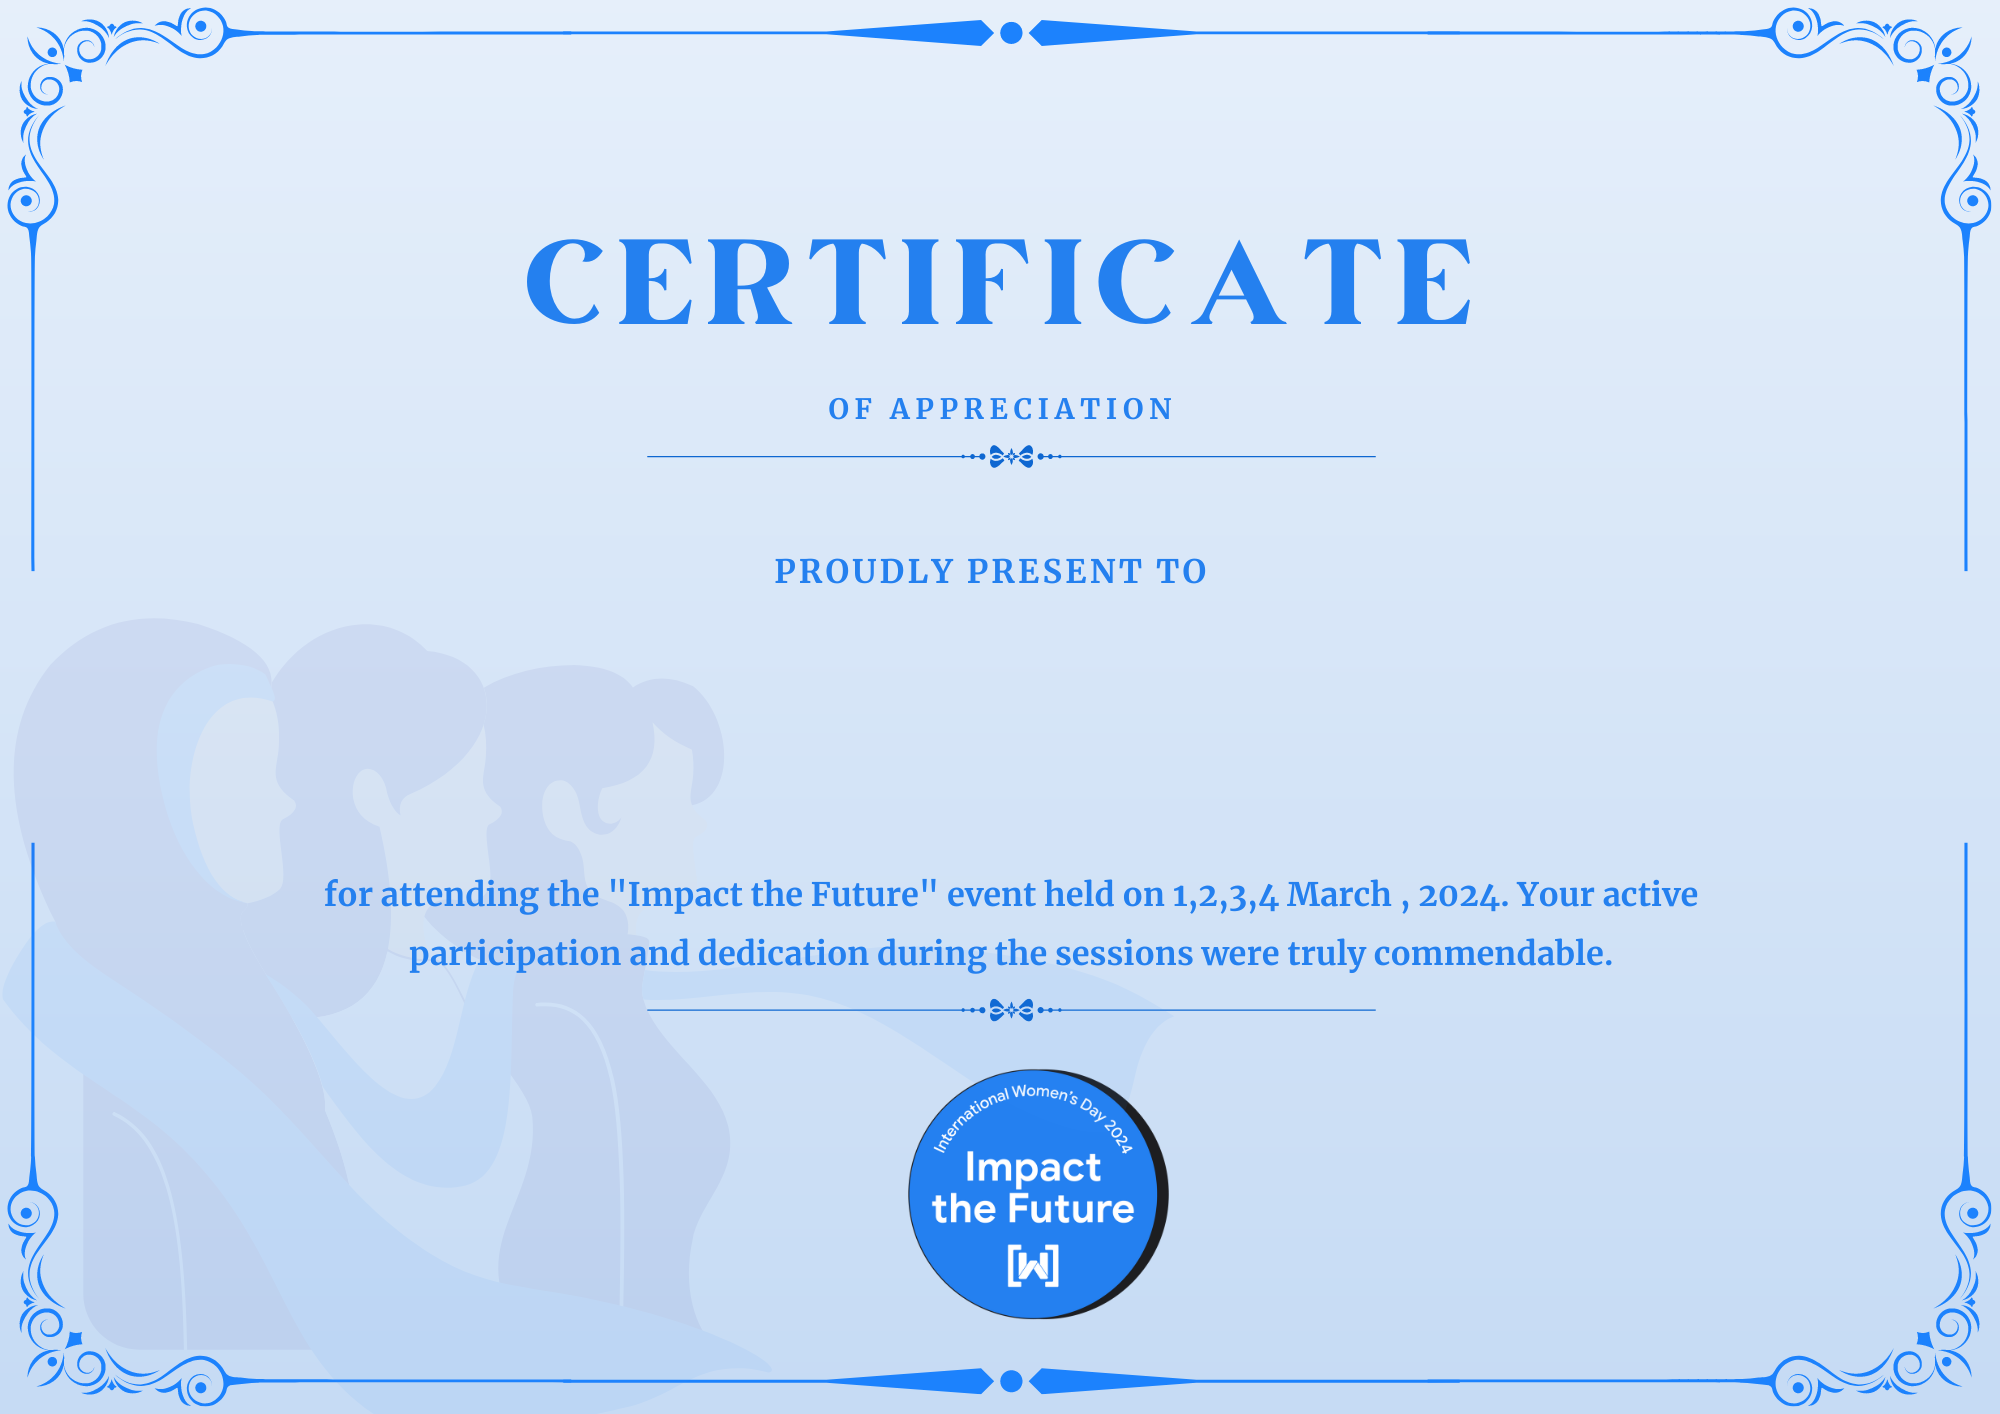 CERTIFICATE
OF APPRECIATION
PROUDLY PRESENT TO
for attending the "Impact the Future" event held on 1,2,3,4 March , 2024. Your active
participation and dedication during the sessions were truly commendable.
International Women's Day 2024
Impact
the Future
[W]